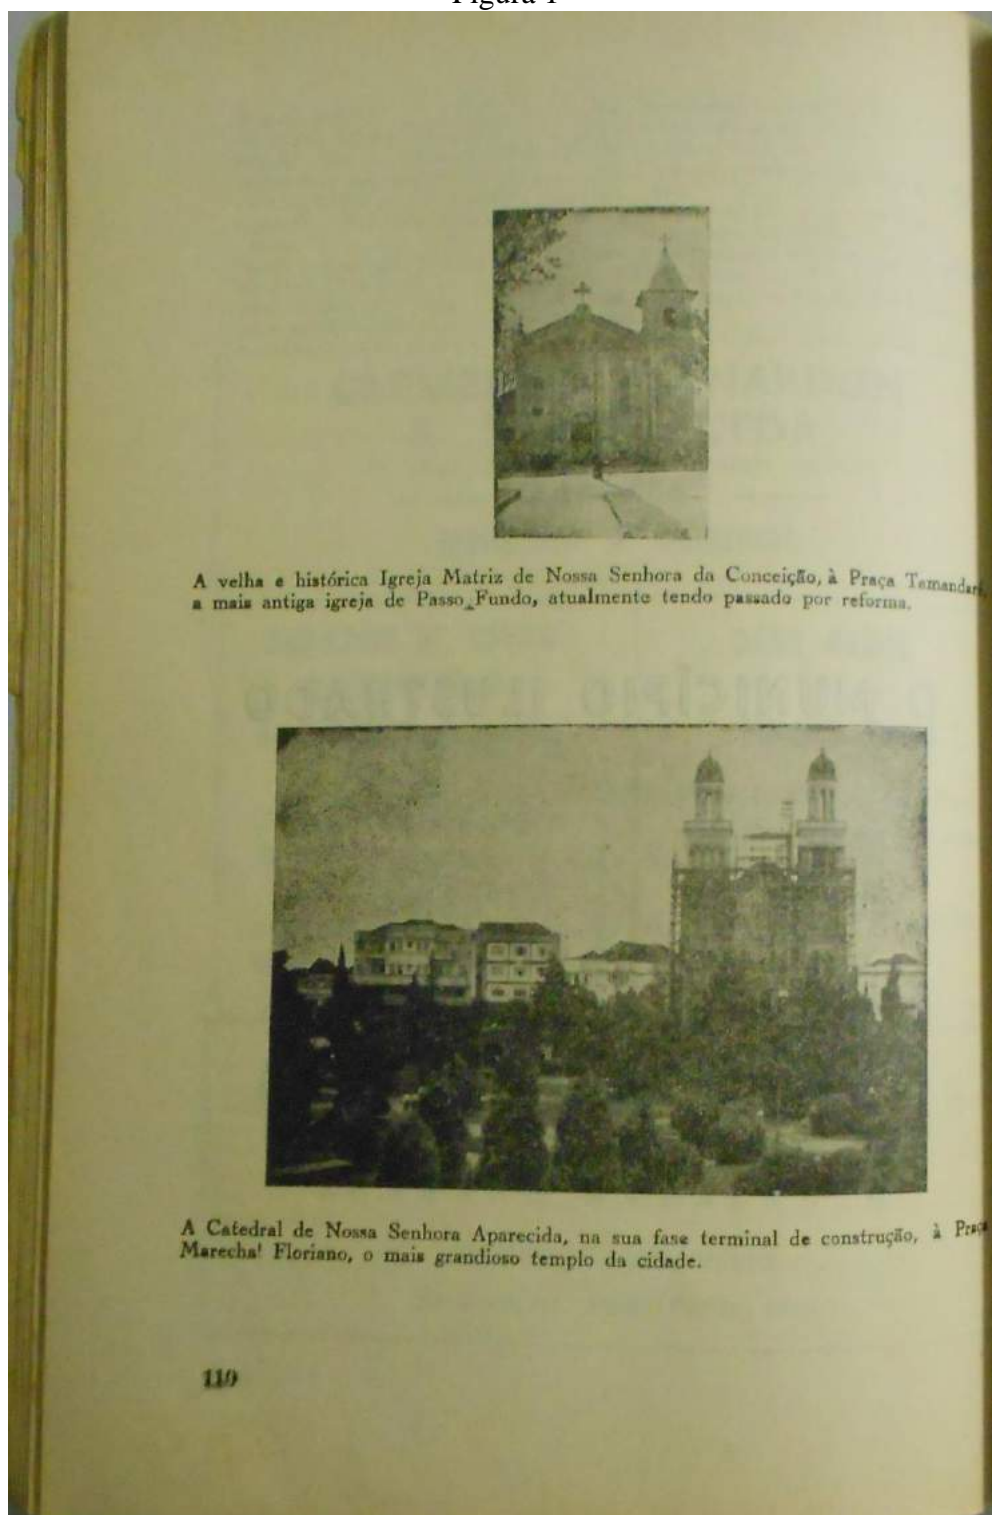 Figura 1
A velha e histórica Igreja Matriz de Nossa Senhora da Conceição, à Praça Tamandaré,
a mais antiga igreja de Passo Fundo, atualmente tendo passado por reforma.
O MUNICÍPIO ILUSTRADO
A Catedral de Nossa Senhora Aparecida, na sua fase terminal de construção, à Praça
Marechal Floriano, o mais grandioso templo da cidade.
110